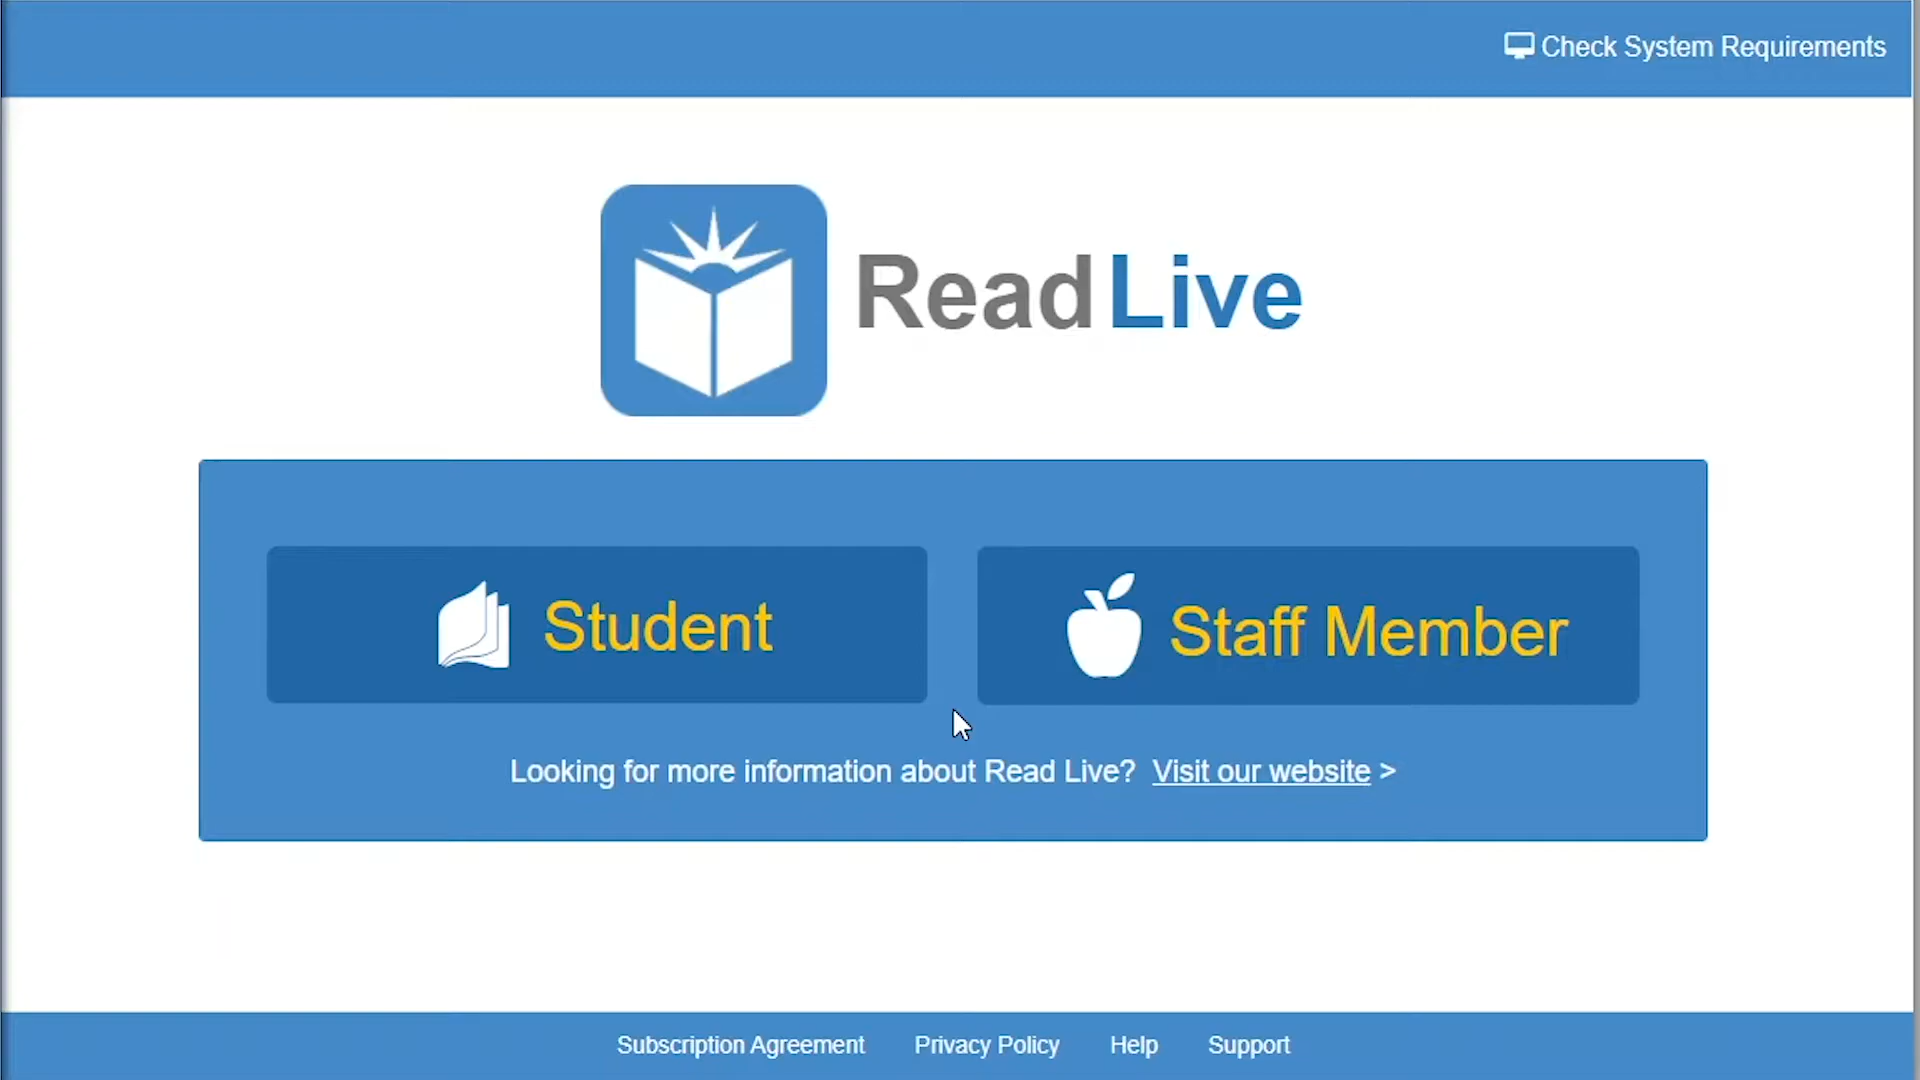 Check System Requirements
Read Live
Student
Staff Member
Looking for more information about Read Live? Visit our website >
Subscription Agreement Privacy Policy Help Support